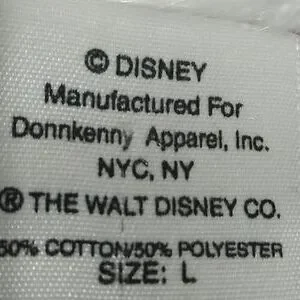 © DISNEY
Manufactured For
Donnkenny Apparel, Inc.
NYC, NY
® THE WALT DISNEY CO.
50% COTTON/50% POLYESTER
SIZE: L